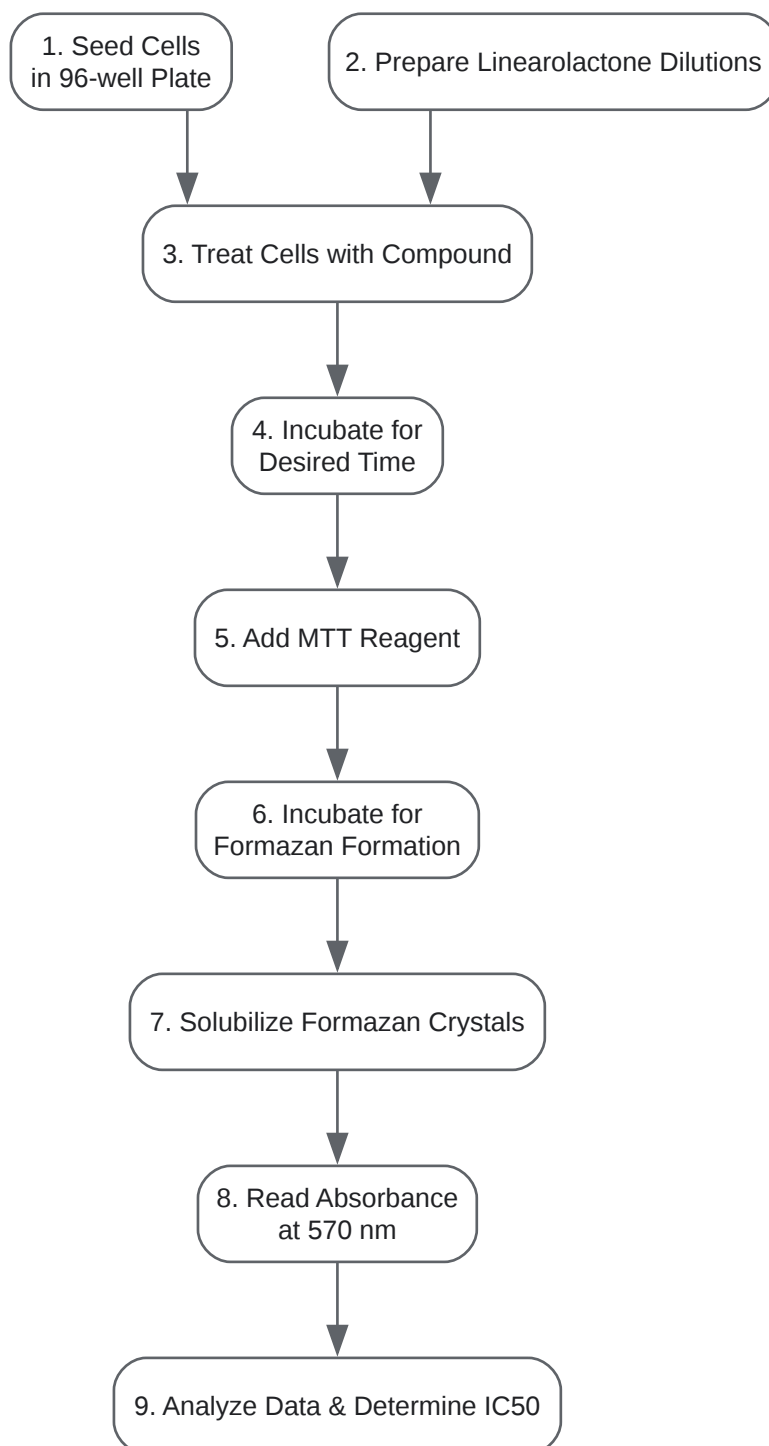 1. Seed Cells
in 96-well Plate
2. Prepare Linearolactone Dilutions
3. Treat Cells with Compound
4. Incubate for
Desired Time
5. Add MTT Reagent
6. Incubate for
Formazan Formation
7. Solubilize Formazan Crystals
8. Read Absorbance
at 570 nm
9. Analyze Data & Determine IC50